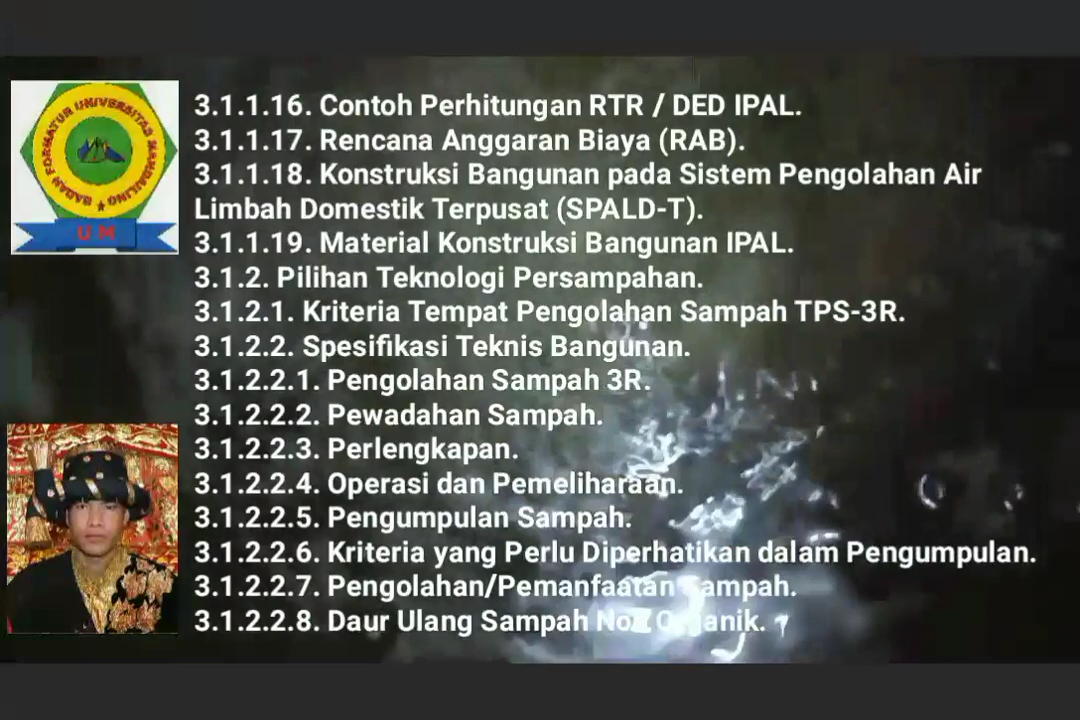 BADAN FORMATUR UNIVERSITAS MANDAILING
U M
3.1.1.16. Contoh Perhitungan RTR / DED IPAL.
3.1.1.17. Rencana Anggaran Biaya (RAB).
3.1.1.18. Konstruksi Bangunan pada Sistem Pengolahan Air
Limbah Domestik Terpusat (SPALD-T).
3.1.1.19. Material Konstruksi Bangunan IPAL.
3.1.2. Pilihan Teknologi Persampahan.
3.1.2.1. Kriteria Tempat Pengolahan Sampah TPS-3R.
3.1.2.2. Spesifikasi Teknis Bangunan.
3.1.2.2.1. Pengolahan Sampah 3R.
3.1.2.2.2. Pewadahan Sampah.
3.1.2.2.3. Perlengkapan.
3.1.2.2.4. Operasi dan Pemeliharaan.
3.1.2.2.5. Pengumpulan Sampah.
3.1.2.2.6. Kriteria yang Perlu Diperhatikan dalam Pengumpulan.
3.1.2.2.7. Pengolahan/Pemanfaatan Sampah.
3.1.2.2.8. Daur Ulang Sampah Non Organik.